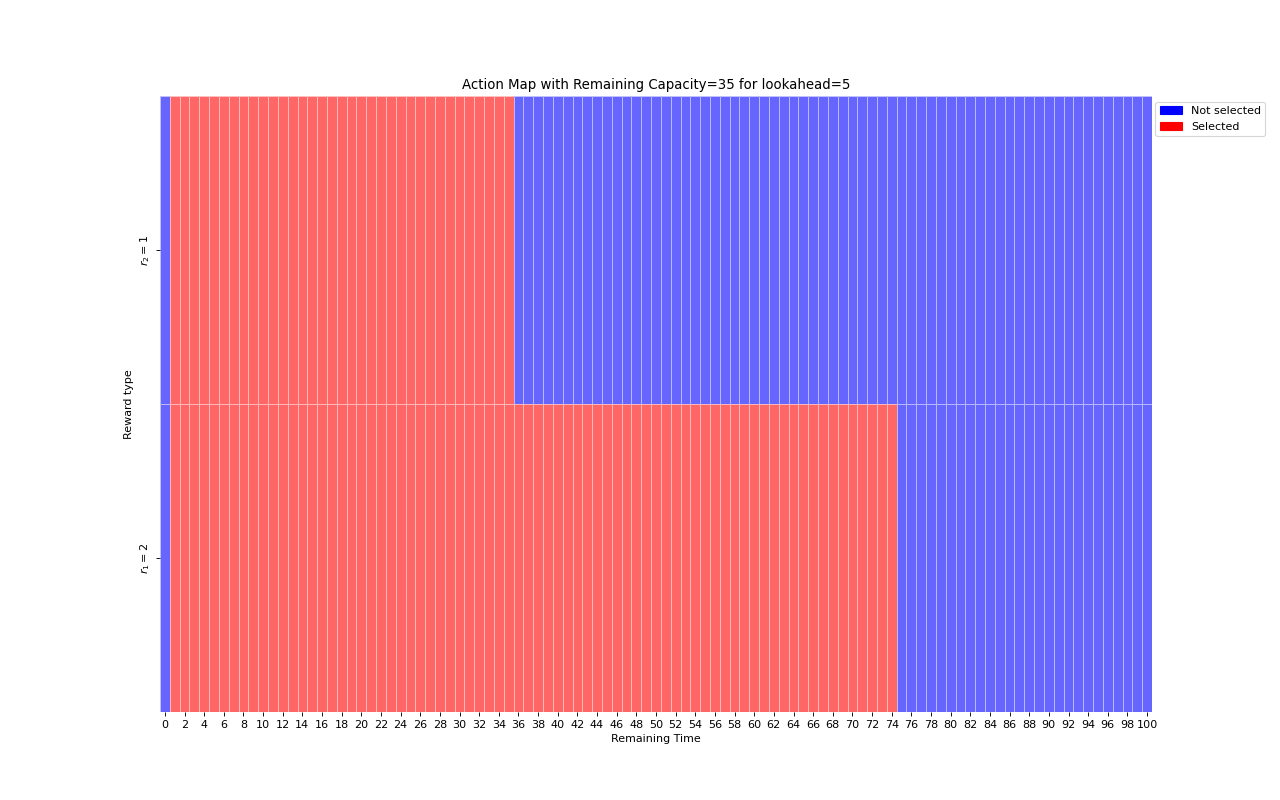 Action Map with Remaining Capacity=35 for lookahead=5
Not selected
Selected
r₂ = 1
Reward type
r₁ = 2
0 2 4 6 8 10 12 14 16 18 20 22 24 26 28 30 32 34 36 38 40 42 44 46 48 50 52 54 56 58 60 62 64 66 68 70 72 74 76 78 80 82 84 86 88 90 92 94 96 98 100
Remaining Time